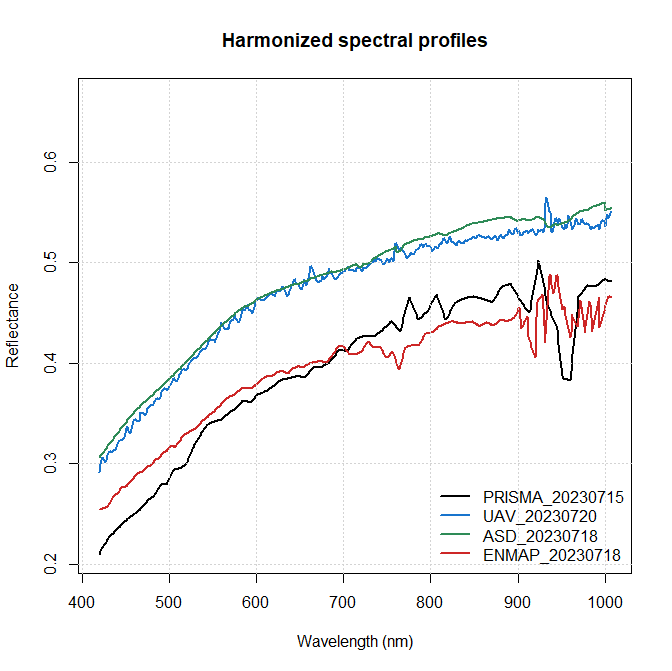 Harmonized spectral profiles
Reflectance
0.6
0.5
0.4
0.3
0.2
PRISMA_20230715
UAV_20230720
ASD_20230718
ENMAP_20230718
400 500 600 700 800 900 1000
Wavelength (nm)